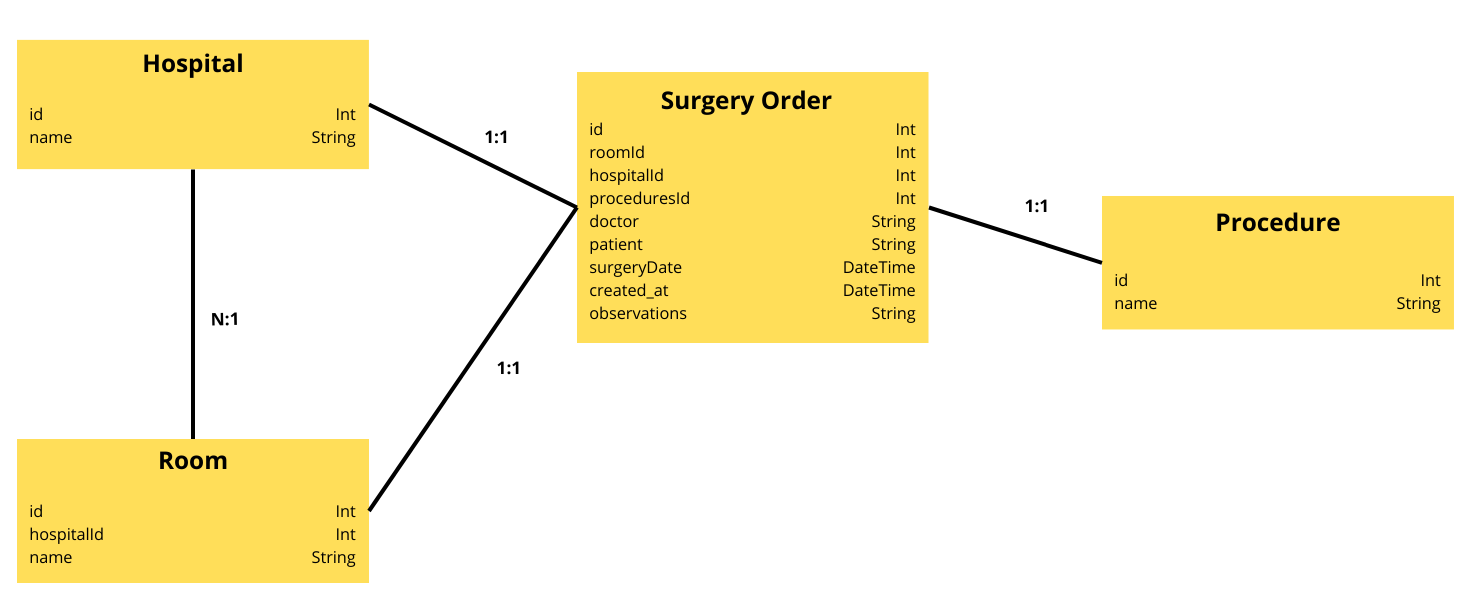 Hospital
id Int
name String
1:1
Surgery Order
id Int
roomId Int
hospitalId Int
proceduresId Int
doctor String
patient String
surgeryDate DateTime
created_at DateTime
observations String
1:1
Procedure
id Int
name String
N:1
1:1
Room
id Int
hospitalId Int
name String